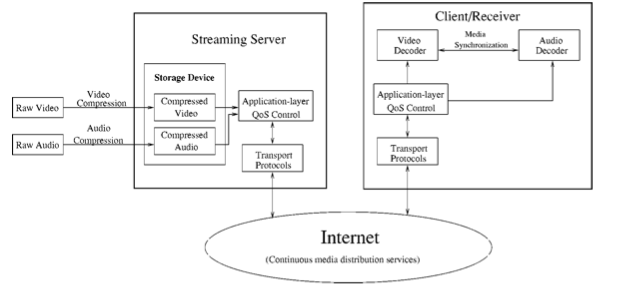 Streaming Server
Client/Receiver
Raw Video
Video
Compression
Raw Audio
Audio
Compression
Storage Device
Compressed
Video
Compressed
Audio
Application-layer
QoS Control
Transport
Protocols
Video
Decoder
Media
Synchronization
Audio
Decoder
Application-layer
QoS Control
Transport
Protocols
Internet
(Continuous media distribution services)